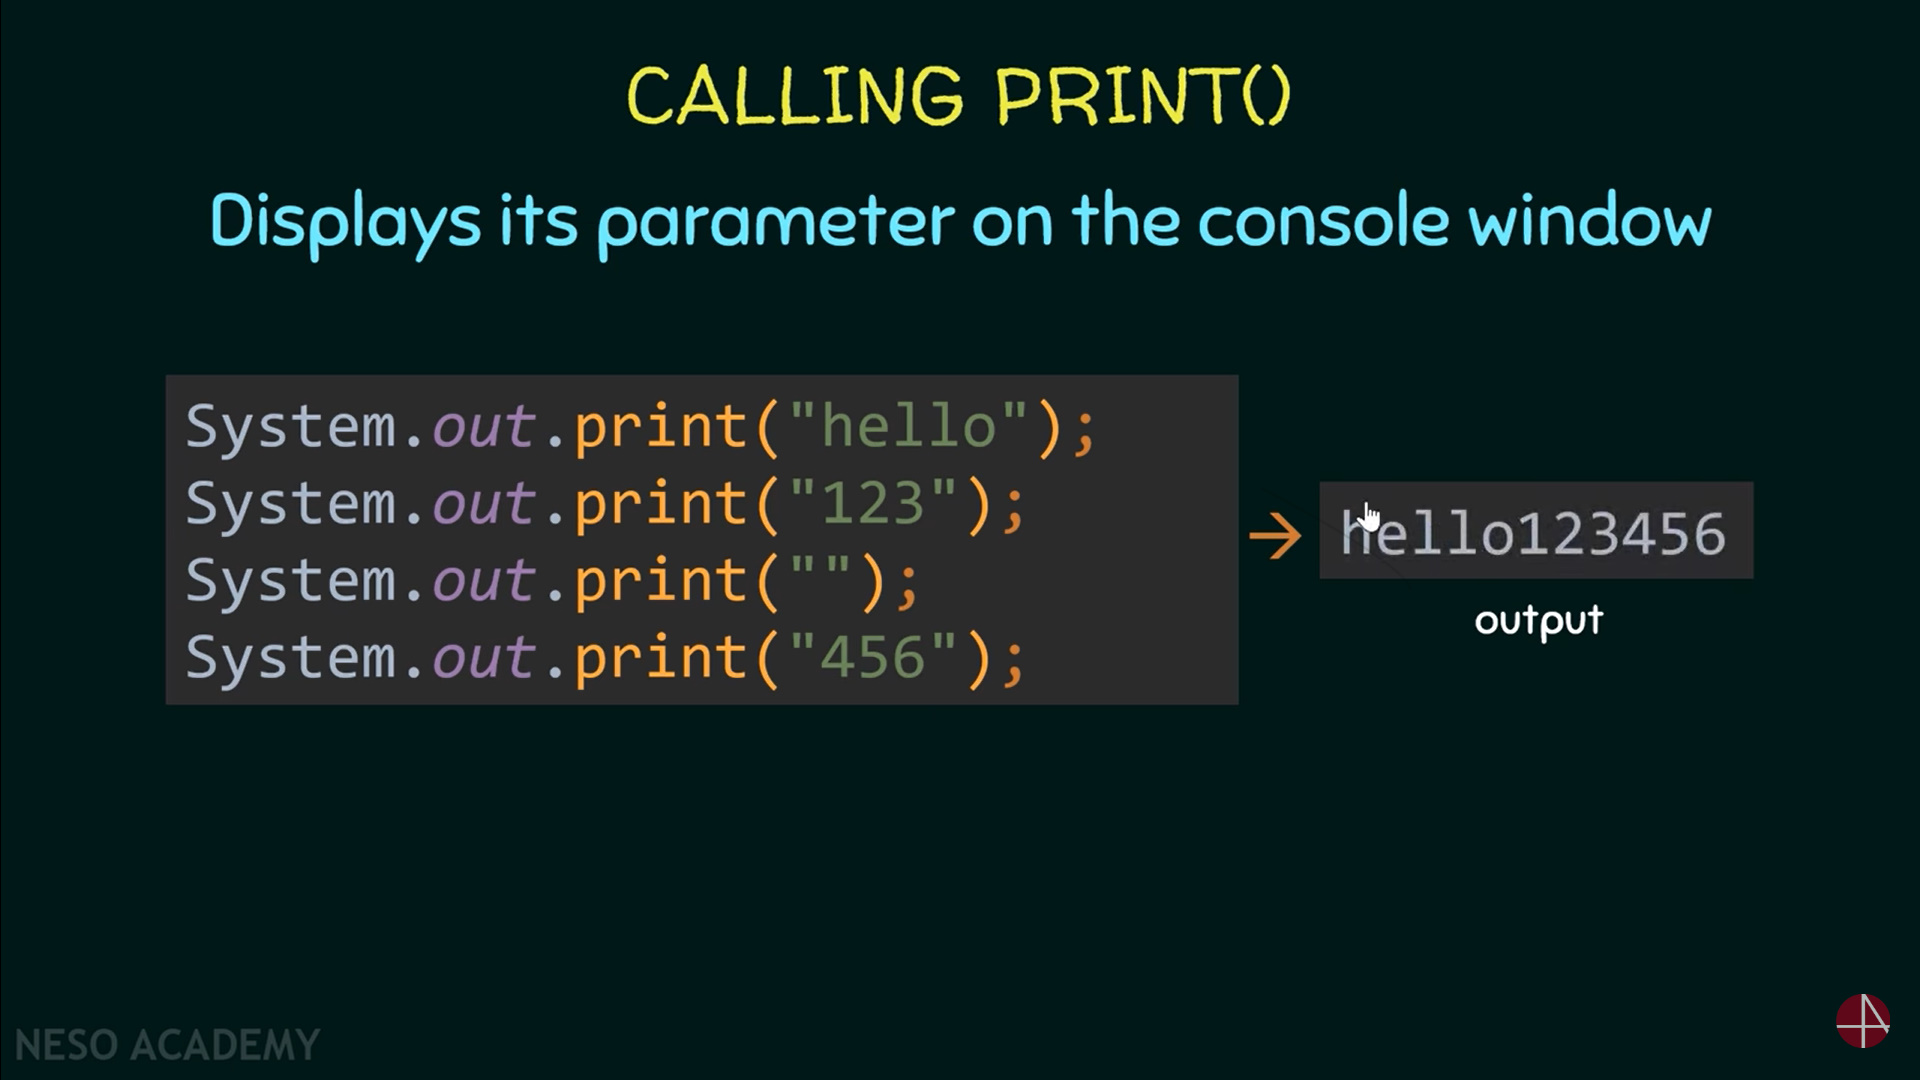 CALLING PRINT()
Displays its parameter on the console window
System.out.print("hello");
System.out.print("123");
System.out.print("");
System.out.print("456");
→
hello123456
output
NESO ACADEMY